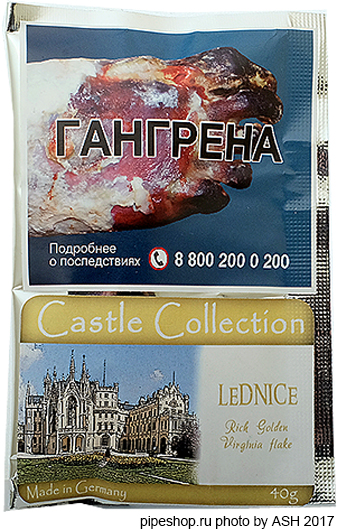 ГАНГРЕНА
Подробнее
о последствиях 8 800 200 0 200
Castle Collection
LeDNICe
Rich Golden
Virginia flake
Made in Germany
40g
pipeshop.ru photo by ASH 2017